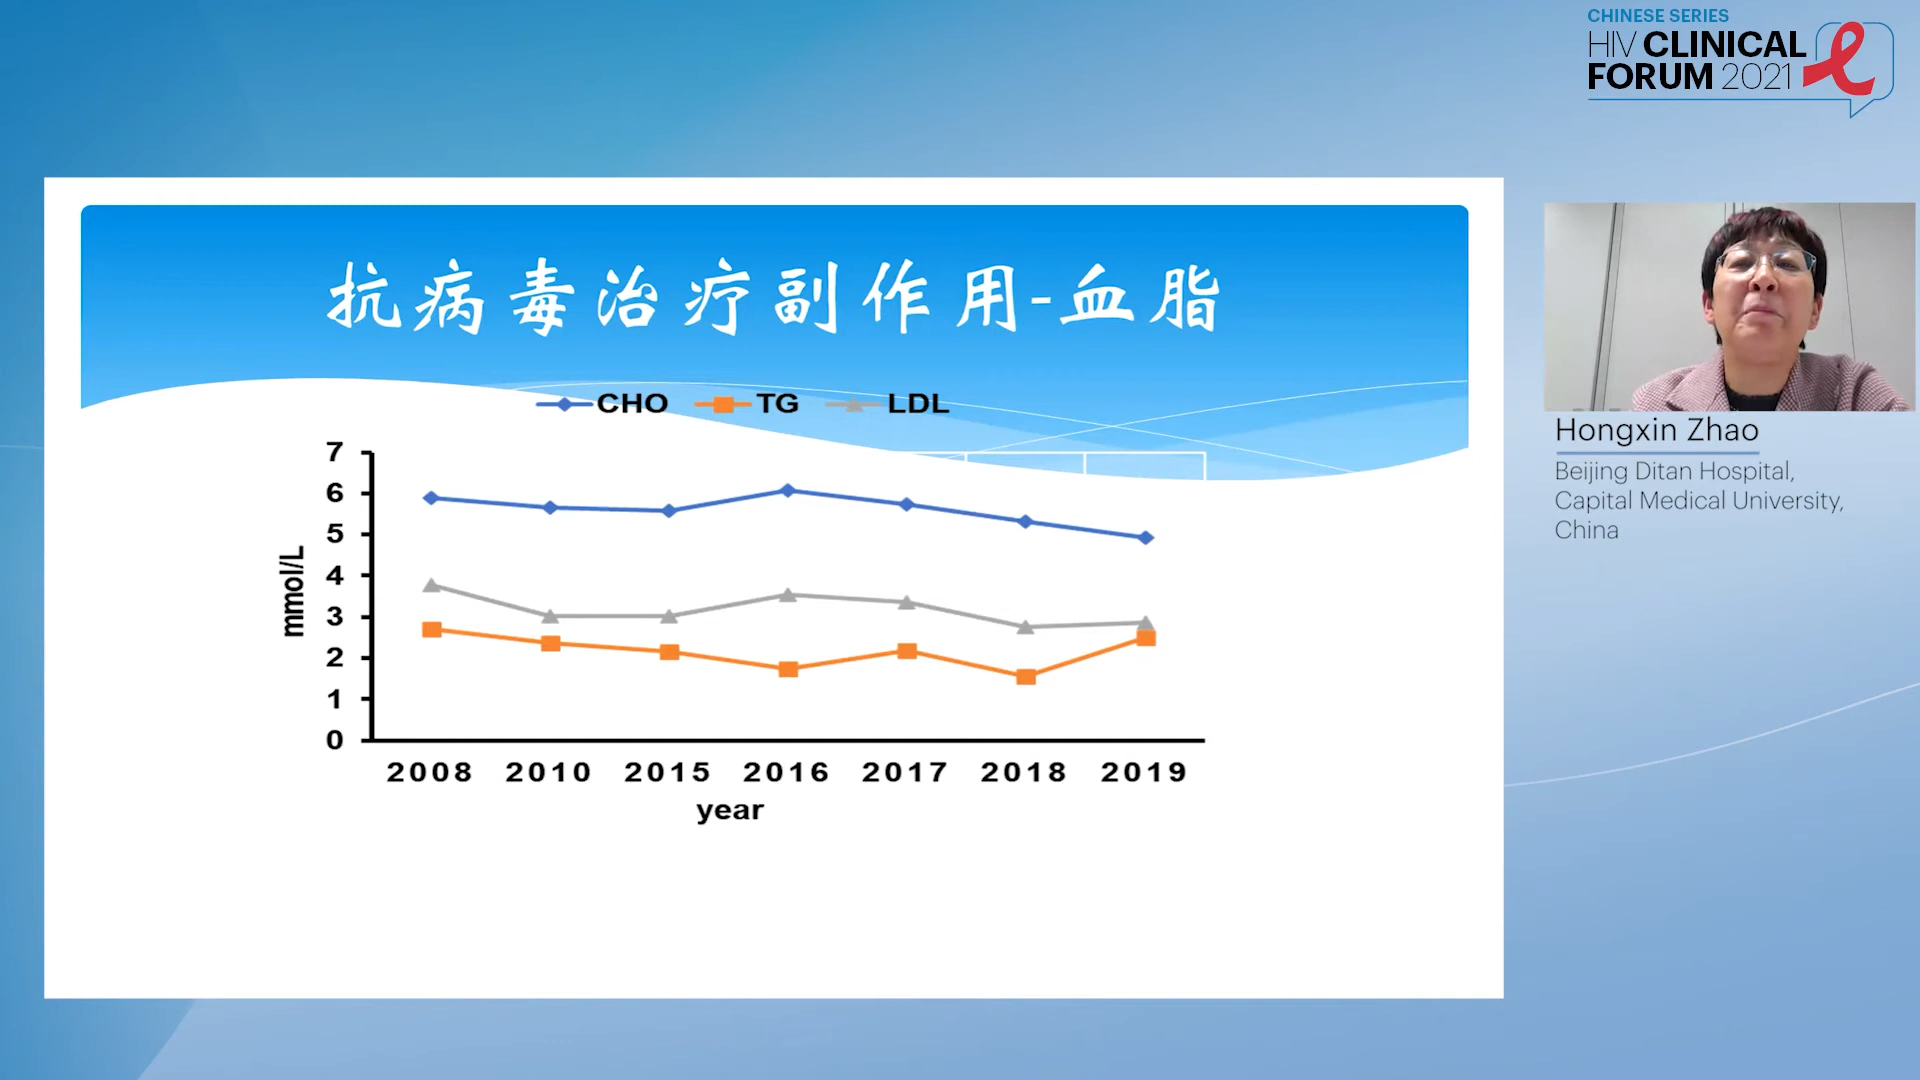 CHINESE SERIES
HIV CLINICAL
FORUM 2021
抗病毒治疗副作用-血脂
CHO TG LDL
7
6
5
4
3
2
1
0
mmol/L
2008 2010 2015 2016 2017 2018 2019
year
Hongxin Zhao
Beijing Ditan Hospital,
Capital Medical University,
China